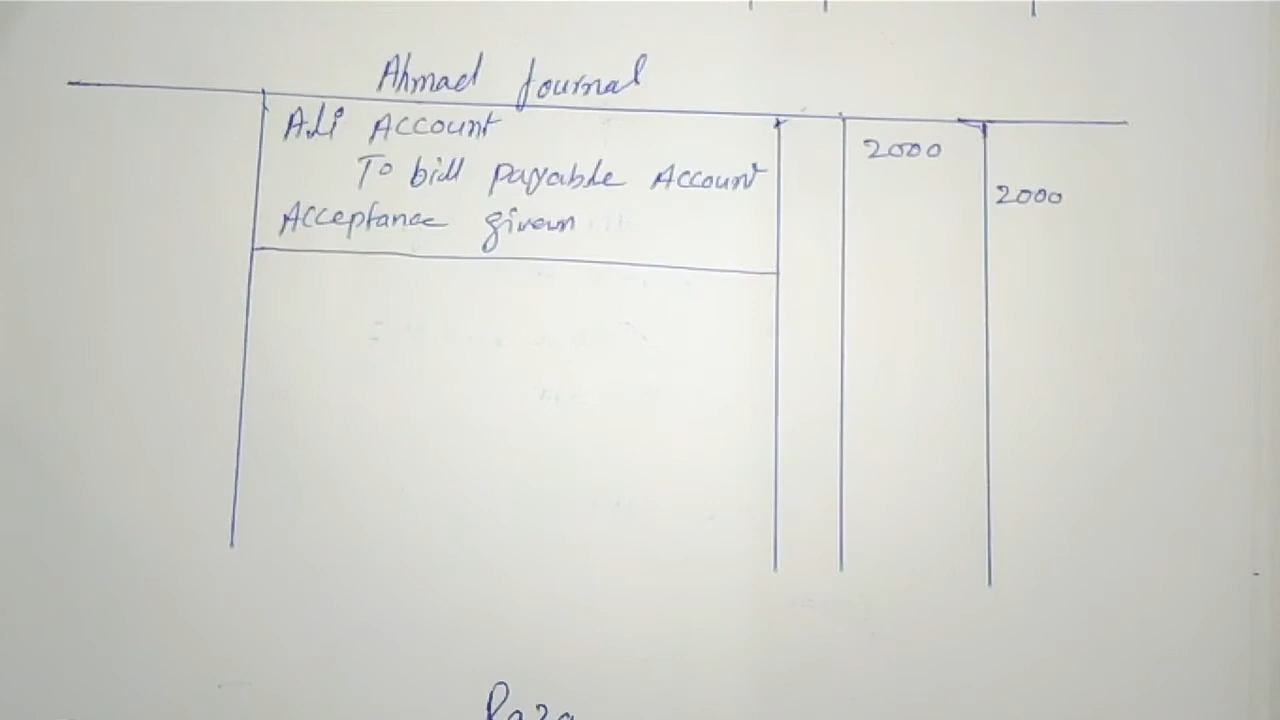 Ahmad Journal
Ali Account 2000
To bill payable Account 2000
Acceptance given